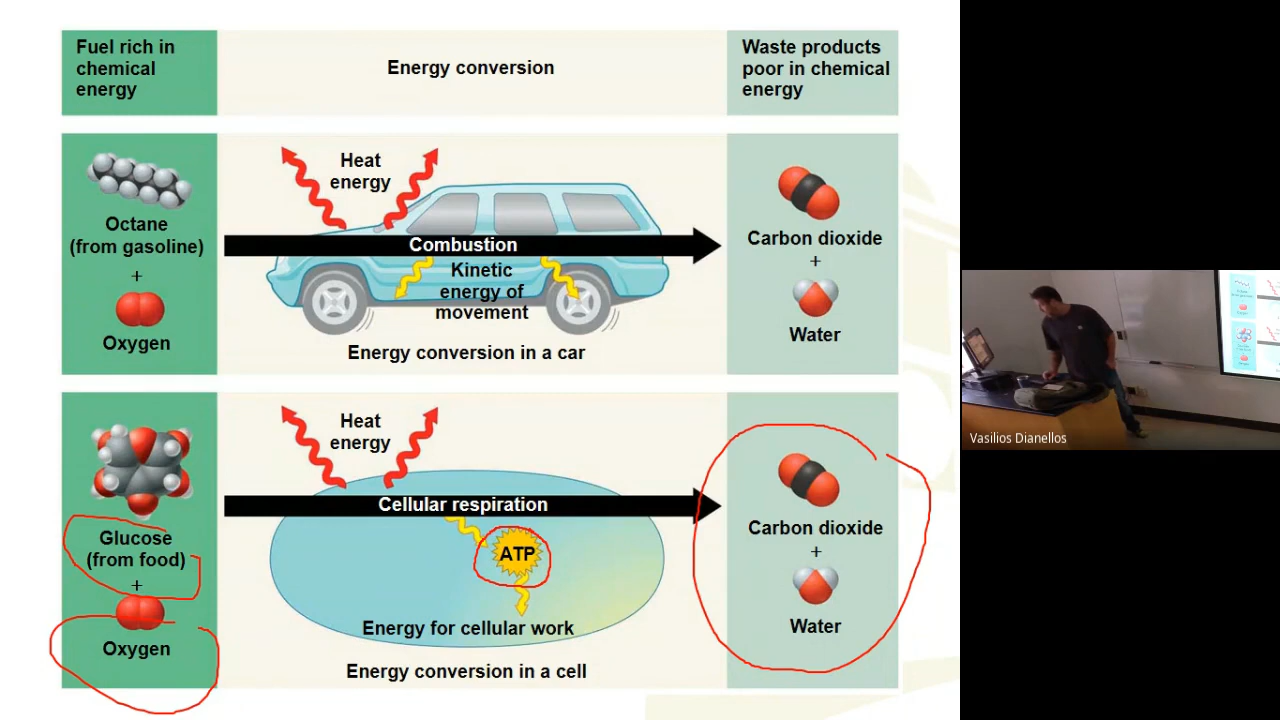 Fuel rich in
chemical
energy
Energy conversion
Waste products
poor in chemical
energy
Octane
(from gasoline)
+
Oxygen
Heat
energy
Combustion
Kinetic
energy of
movement
Energy conversion in a car
Carbon dioxide
+
Water
Glucose
(from food)
+
Oxygen
Heat
energy
Cellular respiration
ATP
Energy for cellular work
Energy conversion in a cell
Carbon dioxide
+
Water
Vasilios Dianellos